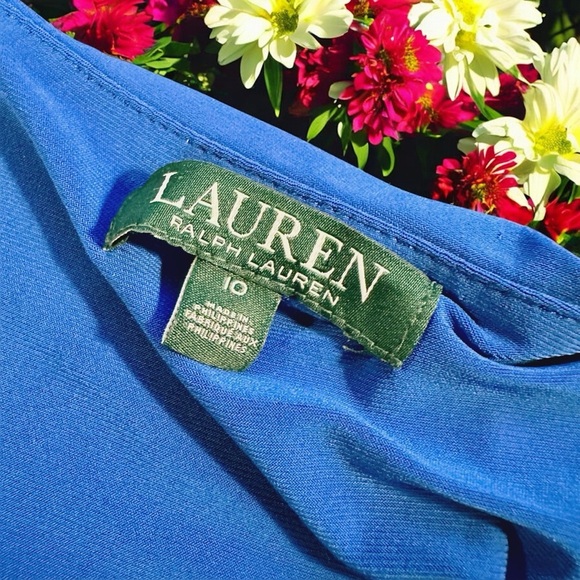 LAUREN
RALPH LAUREN
10
MADE IN
PHILIPPINES
FABRIQUÉ AUX
PHILIPPINES